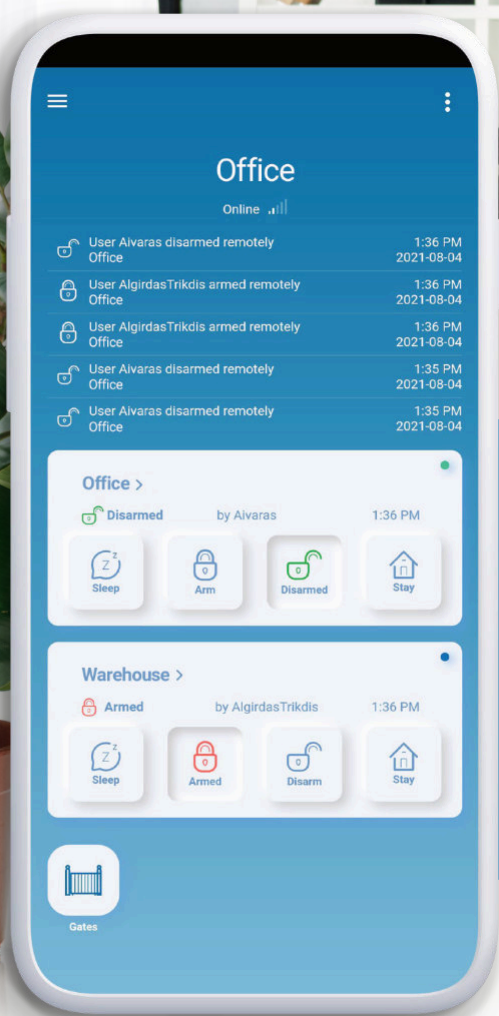 Office
Online
User Aivaras disarmed remotely 1:36 PM
Office 2021-08-04
User AlgirdasTrikdis armed remotely 1:36 PM
Office 2021-08-04
User AlgirdasTrikdis armed remotely 1:36 PM
Office 2021-08-04
User Aivaras disarmed remotely 1:35 PM
Office 2021-08-04
User Aivaras disarmed remotely 1:35 PM
Office 2021-08-04
Office >
Disarmed by Aivaras 1:36 PM
Z z
Sleep Arm Disarmed Stay
Warehouse >
Armed by AlgirdasTrikdis 1:36 PM
Z z
Sleep Armed Disarm Stay
Gates